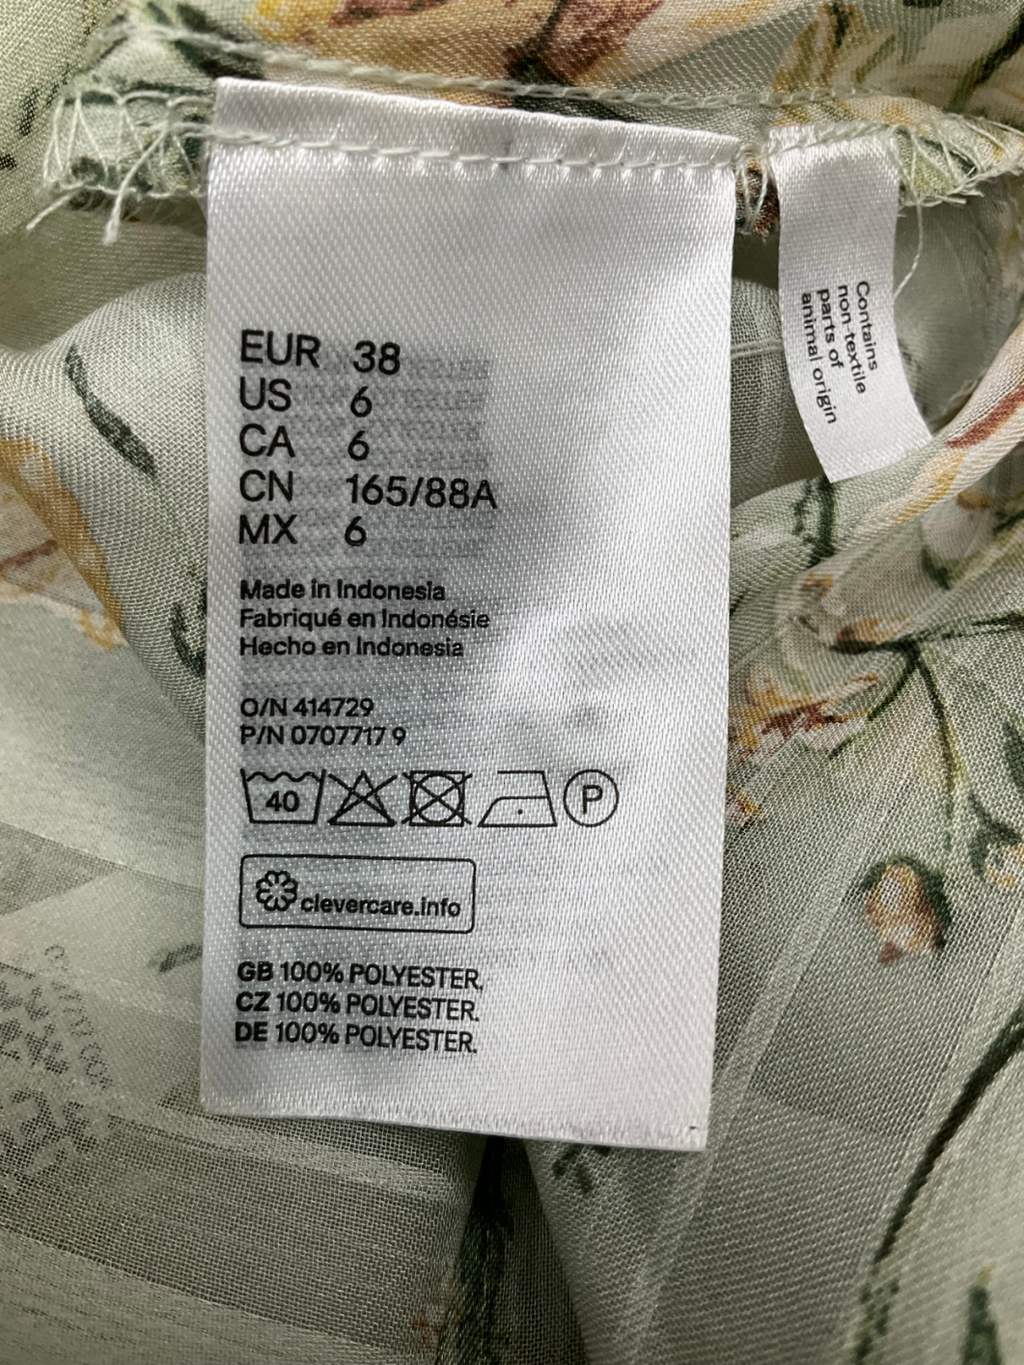 EUR 38
US 6
CA 6
CN 165/88A
MX 6
Made in Indonesia
Fabriqué en Indonésie
Hecho en Indonesia
O/N 414729
P/N 0707717 9
40
P
clevercare.info
GB 100% POLYESTER.
CZ 100% POLYESTER.
DE 100% POLYESTER.
Contains
non-textile
parts of
animal origin